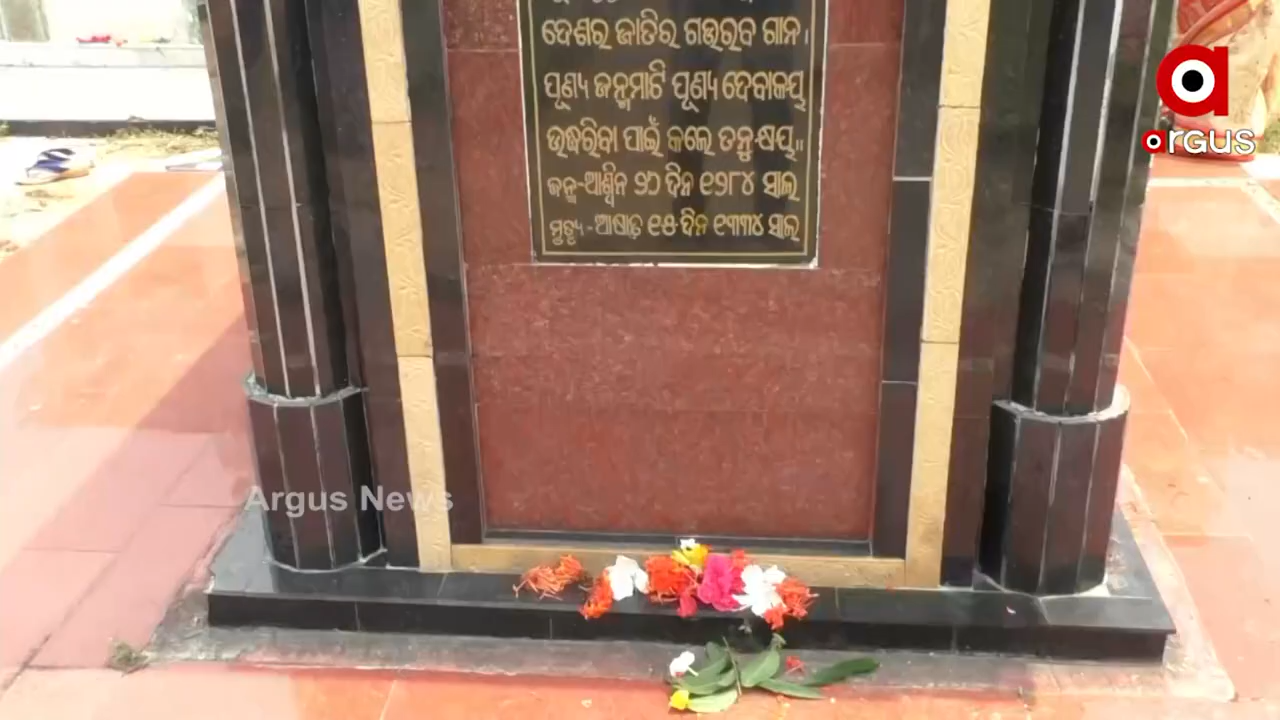 ଦେଶର ଜାତିର ଗଉରବ ଗାନ।
ପୂଣ୍ୟ ଜନ୍ମମାଟି ପୂଣ୍ୟ ଦେବାଳୟ
ଉଦ୍ଧରିବା ପାଇଁ କଲେ ତନୁ କ୍ଷୟ॥
ଜନ୍ମ-ଆଶ୍ୱିନ ୨୦ ଦିନ ୧୨୮୪ ସାଲ
ମୃତ୍ୟୁ - ଆଷାଢ଼ ୧୫ ଦିନ ୧୩୩୪ ସାଲ
argus
Argus News